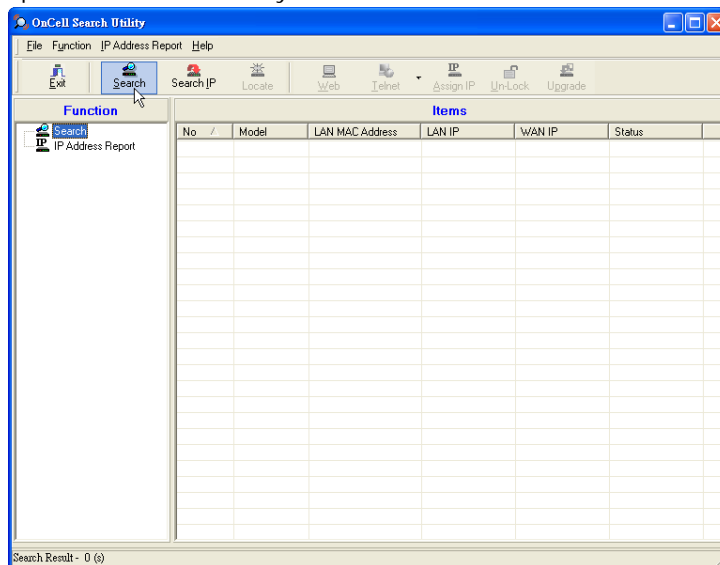 OnCell Search Utility
File Function IP Address Report Help
Exit Search Search IP Locate Web Telnet Assign IP Un-Lock Upgrade
Function Items
No / Model LAN MAC Address LAN IP WAN IP Status
Search
IP IP Address Report
Search Result - 0 (s)